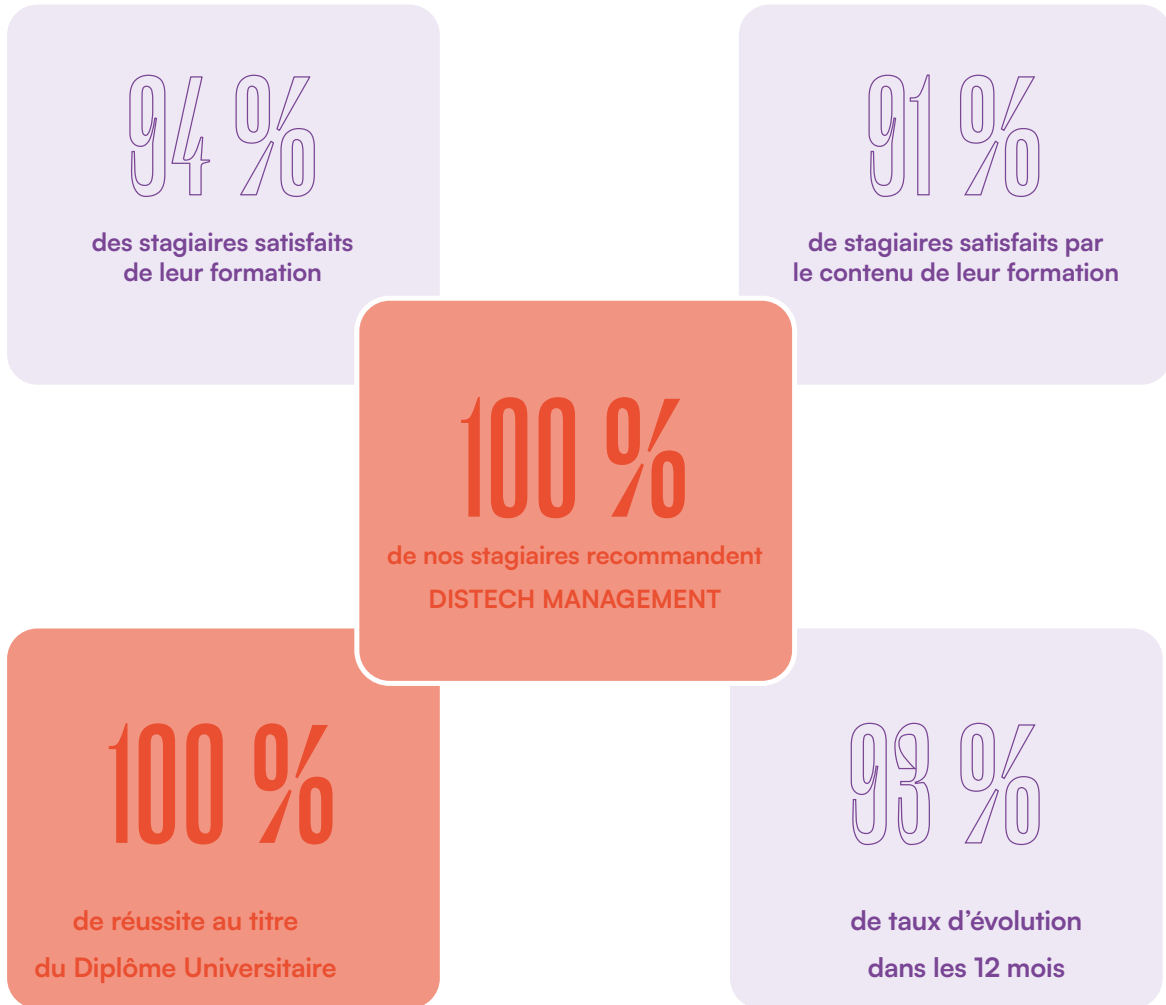 94 %
des stagiaires satisfaits
de leur formation
91 %
de stagiaires satisfaits par
le contenu de leur formation
100 %
de nos stagiaires recommandent
DISTECH MANAGEMENT
100 %
de réussite au titre
du Diplôme Universitaire
93 %
de taux d’évolution
dans les 12 mois